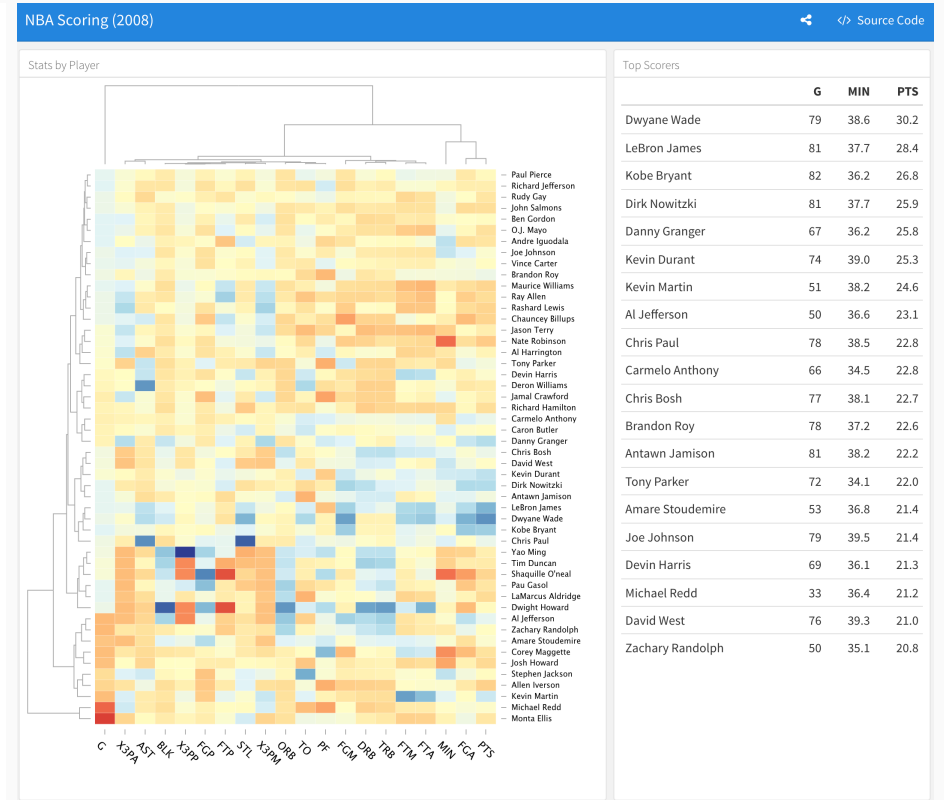 NBA Scoring (2008)
</> Source Code
Stats by Player
Paul Pierce
Richard Jefferson
Rudy Gay
John Salmons
Ben Gordon
O.J. Mayo
Andre Iguodala
Joe Johnson
Vince Carter
Brandon Roy
Maurice Williams
Ray Allen
Rashard Lewis
Chauncey Billups
Jason Terry
Nate Robinson
Al Harrington
Tony Parker
Devin Harris
Deron Williams
Jamal Crawford
Richard Hamilton
Carmelo Anthony
Caron Butler
Danny Granger
Chris Bosh
David West
Kevin Durant
Dirk Nowitzki
Antawn Jamison
LeBron James
Dwyane Wade
Kobe Bryant
Chris Paul
Yao Ming
Tim Duncan
Shaquille O'neal
Pau Gasol
LaMarcus Aldridge
Dwight Howard
Al Jefferson
Zachary Randolph
Amare Stoudemire
Corey Maggette
Josh Howard
Stephen Jackson
Allen Iverson
Kevin Martin
Michael Redd
Monta Ellis
G X3PA AST BLK X3PP FGP FTP STL X3PM ORB TO PF FGM DRB TRB FTM FTA MIN FGA PTS
Top Scorers
G MIN PTS
Dwyane Wade 79 38.6 30.2
LeBron James 81 37.7 28.4
Kobe Bryant 82 36.2 26.8
Dirk Nowitzki 81 37.7 25.9
Danny Granger 67 36.2 25.8
Kevin Durant 74 39.0 25.3
Kevin Martin 51 38.2 24.6
Al Jefferson 50 36.6 23.1
Chris Paul 78 38.5 22.8
Carmelo Anthony 66 34.5 22.8
Chris Bosh 77 38.1 22.7
Brandon Roy 78 37.2 22.6
Antawn Jamison 81 38.2 22.2
Tony Parker 72 34.1 22.0
Amare Stoudemire 53 36.8 21.4
Joe Johnson 79 39.5 21.4
Devin Harris 69 36.1 21.3
Michael Redd 33 36.4 21.2
David West 76 39.3 21.0
Zachary Randolph 50 35.1 20.8